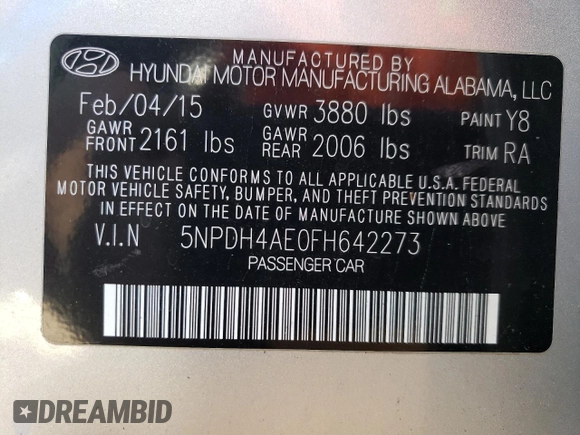 MANUFACTURED BY
HYUNDAI MOTOR MANUFACTURING ALABAMA, LLC
Feb/04/15 GVWR 3880 lbs PAINT Y8
GAWR FRONT 2161 lbs GAWR REAR 2006 lbs TRIM RA
THIS VEHICLE CONFORMS TO ALL APPLICABLE U.S.A. FEDERAL
MOTOR VEHICLE SAFETY, BUMPER, AND THEFT PREVENTION STANDARDS
IN EFFECT ON THE DATE OF MANUFACTURE SHOWN ABOVE.
V.I.N 5NPDH4AE0FH642273
PASSENGER CAR
DREAMBID